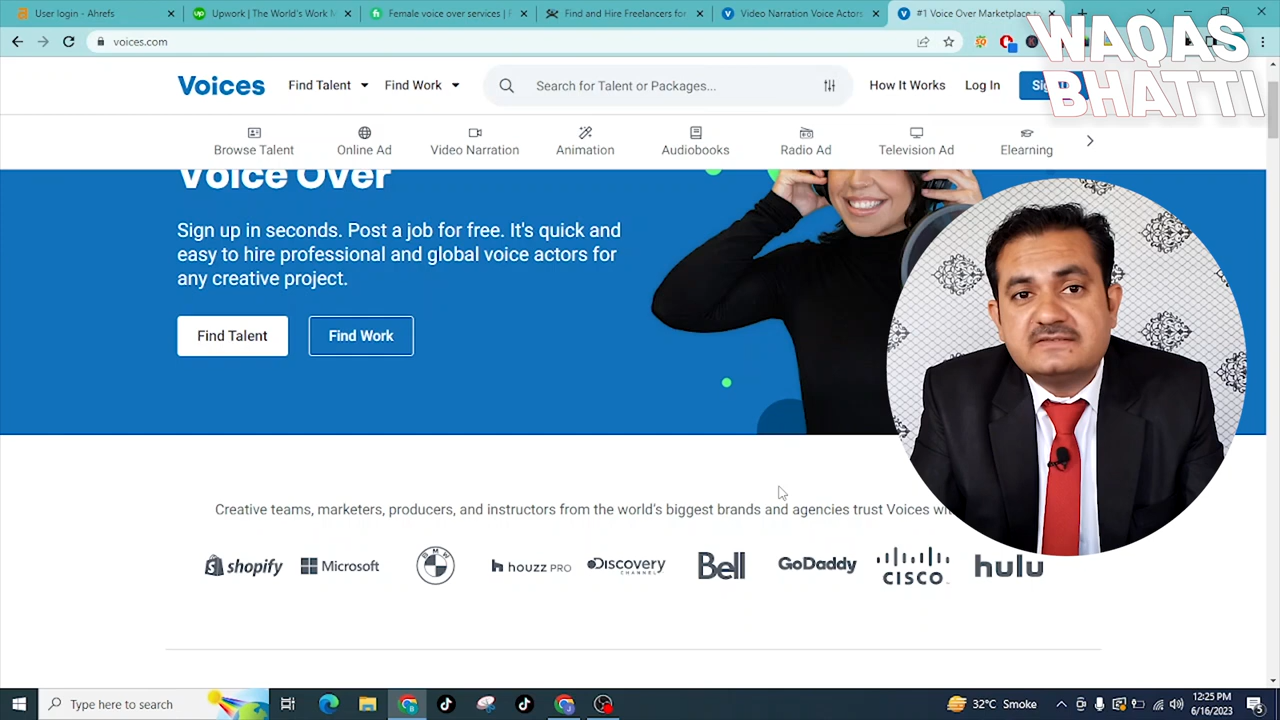 User login - Ahrefs
Upwork | The World's Work M
Female voice over services | F
Find and Hire Freelancers for
Video Narration Voice Actors
#1 Voice Over Marketplace to
voices.com
WAQAS
BHATTI
Voices
Find Talent
Find Work
Search for Talent or Packages...
How It Works
Log In
Browse Talent
Online Ad
Video Narration
Animation
Audiobooks
Radio Ad
Television Ad
Elearning
Voice Over
Sign up in seconds. Post a job for free. It's quick and
easy to hire professional and global voice actors for
any creative project.
Find Talent
Find Work
Creative teams, marketers, producers, and instructors from the world's biggest brands and agencies trust Voices
shopify
Microsoft
BMW
houzz PRO
Discovery
CHANNEL
Bell
GoDaddy
CISCO
hulu
Type here to search
32°C Smoke
12:25 PM
6/16/2023